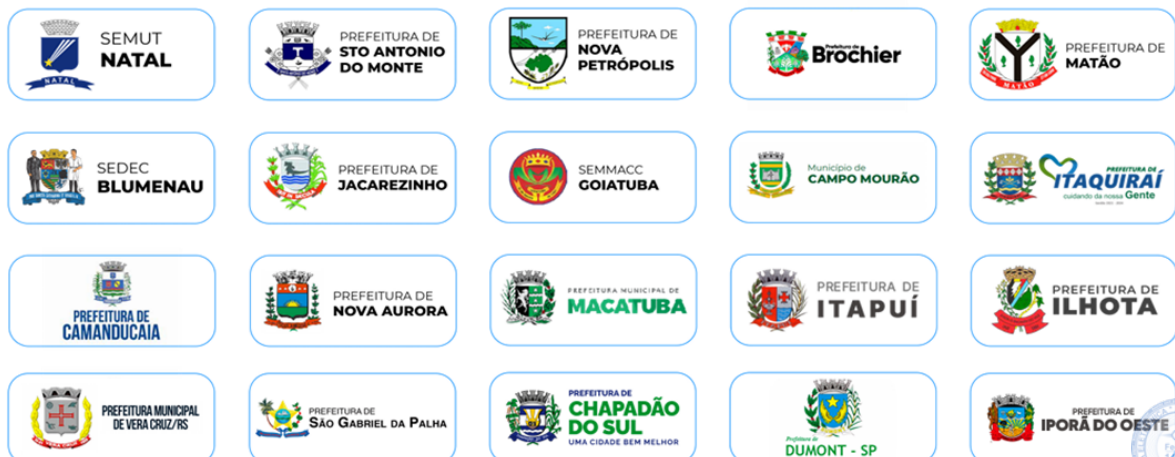 SEMUT
NATAL
NATAL
PREFEITURA DE
STO ANTONIO
DO MONTE
PREFEITURA DE
NOVA
PETRÓPOLIS
Prefeitura de
Brochier
PREFEITURA DE
MATÃO
MATÃO
SEDEC
BLUMENAU
PREFEITURA DE
JACAREZINHO
SEMMACC
GOIATUBA
Município de
CAMPO MOURÃO
PREFEITURA DE
ITAQUIRAÍ
cuidando da nossa Gente
PREFEITURA DE
CAMANDUCAIA
PREFEITURA DE
NOVA AURORA
PREFEITURA MUNICIPAL DE
MACATUBA
PREFEITURA DE
ITAPUÍ
PREFEITURA DE
ILHOTA
PREFEITURA MUNICIPAL
DE VERA CRUZ/RS
PREFEITURA DE
SÃO GABRIEL DA PALHA
PREFEITURA DE
CHAPADÃO
DO SUL
UMA CIDADE BEM MELHOR
Prefeitura de
DUMONT - SP
PREFEITURA DE
IPORÃ DO OESTE